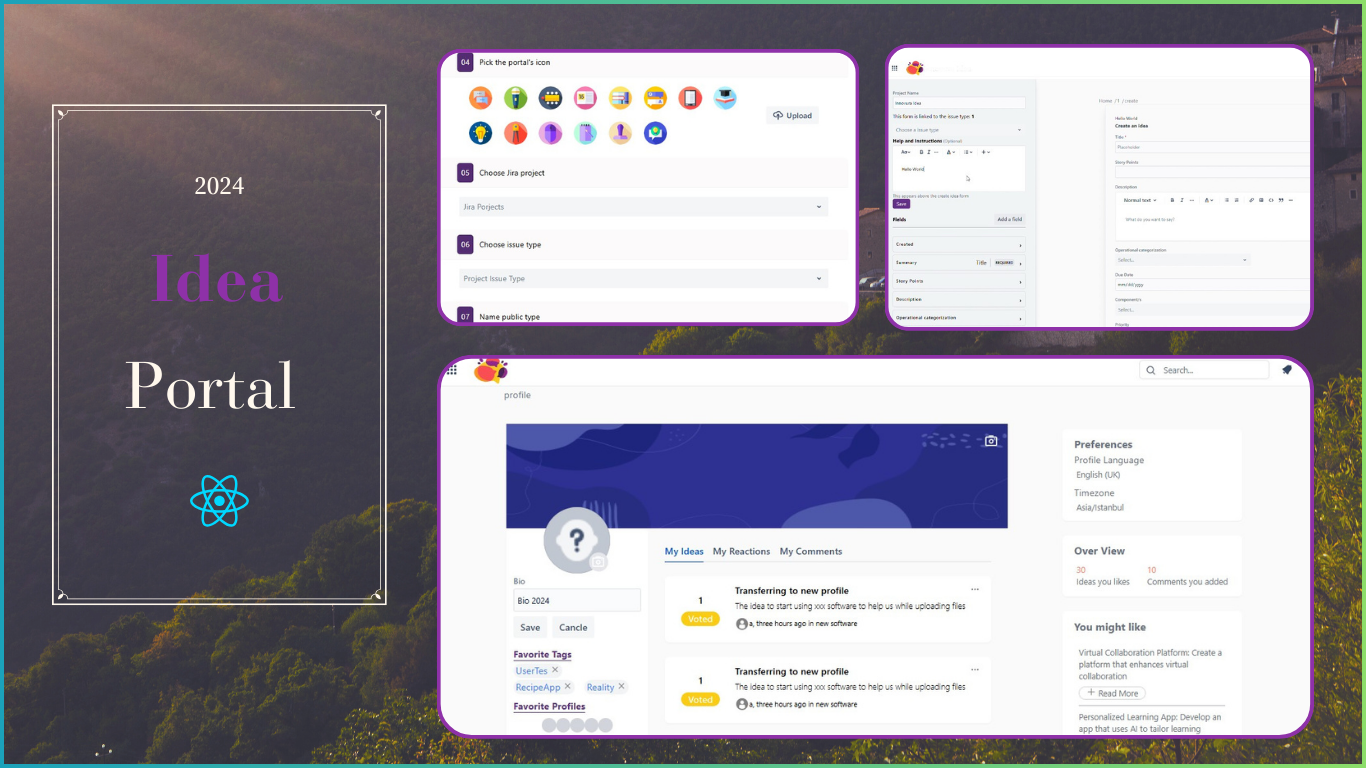 2024
Idea
Portal
04 Pick the portal's icon
Upload
05 Choose Jira project
Jira Porjects
06 Choose issue type
Project Issue Type
07 Name public type
Project Name
Innovura Idea
This form is linked to the issue type: 1
Choose a issue type
Help and Instructions (Optional)
Aa B I ... A
Hello World
This appears above the create idea form
Save
Fields Add a field
Created
Summary Title REQUIRED
Story Points
Description
Operational categorization
Home / f / create
Hello World
Create an idea
Title *
Placeholder
Story Points
Description
Normal text B I ... A
What do you want to say?
Operational categorization
Select...
Due Date
mm/dd/yyyy
Component/s
Select...
Priority
Search...
profile
Bio
Bio 2024
Save Cancle
Favorite Tags
UserTes ×
RecipeApp × Reality ×
Favorite Profiles
My Ideas My Reactions My Comments
1
Voted
Transferring to new profile
The idea to start using xxx software to help us while uploading files
a, three hours ago in new software
1
Voted
Transferring to new profile
The idea to start using xxx software to help us while uploading files
a, three hours ago in new software
Preferences
Profile Language
English (UK)
Timezone
Asia/Istanbul
Over View
30 10
Ideas you likes Comments you added
You might like
Virtual Collaboration Platform: Create a
platform that enhances virtual
collaboration
+ Read More
Personalized Learning App: Develop an
app that uses AI to tailor learning